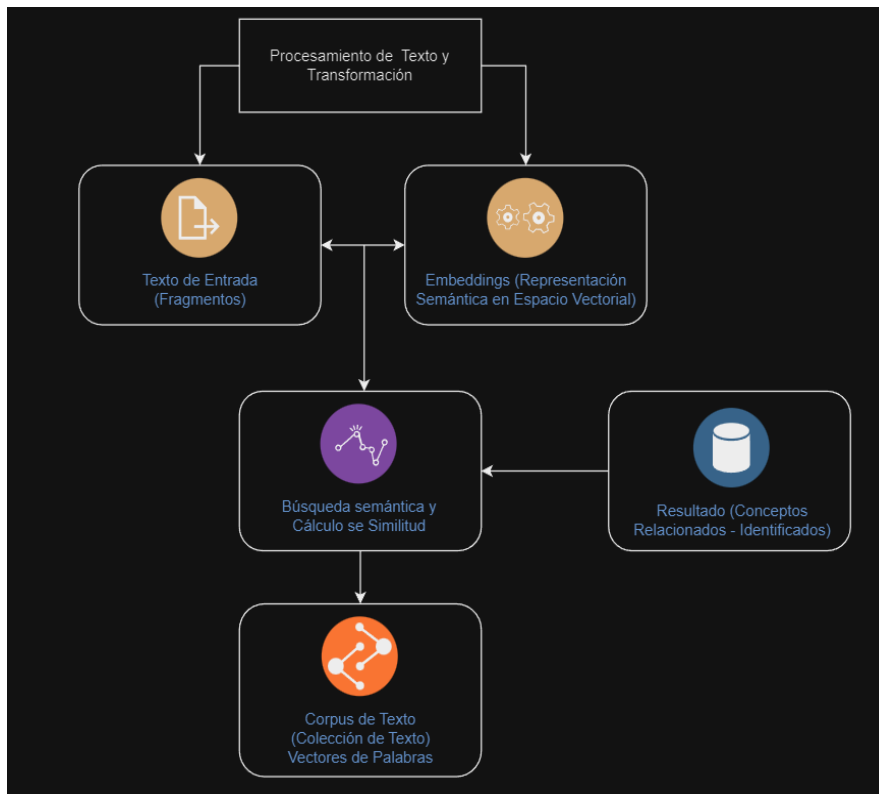 Procesamiento de Texto y
Transformación
Texto de Entrada
(Fragmentos)
Embeddings (Representación
Semántica en Espacio Vectorial)
Búsqueda semántica y
Cálculo se Similitud
Resultado (Conceptos
Relacionados - Identificados)
Corpus de Texto
(Colección de Texto)
Vectores de Palabras